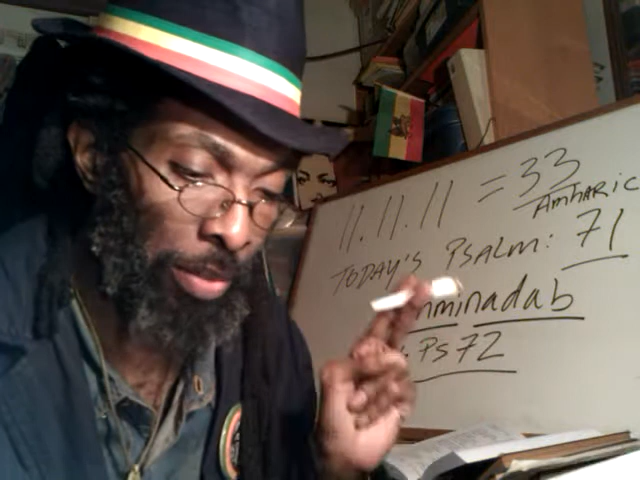 11.11.11 = 33
AMHARIC
TODAY'S PSALM: 71
Ps 72